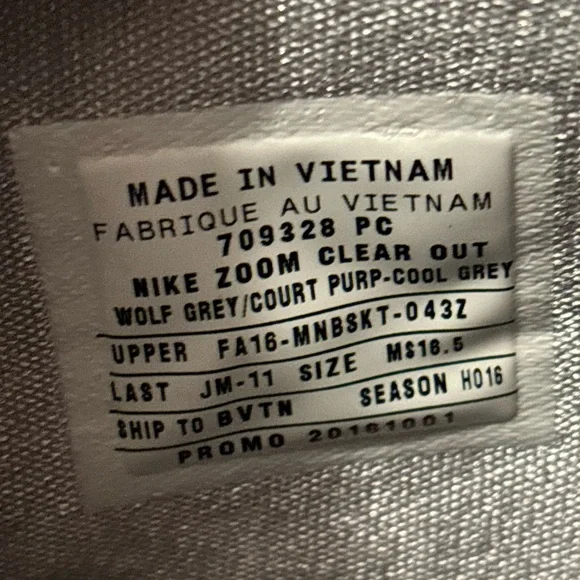 MADE IN VIETNAM
FABRIQUE AU VIETNAM
709328 PC
NIKE ZOOM CLEAR OUT
WOLF GREY/COURT PURP-COOL GREY
UPPER FA16-MNBSKT-043Z
LAST JM-11 SIZE MS16.5
SHIP TO BVTN SEASON HO16
PROMO 20161001